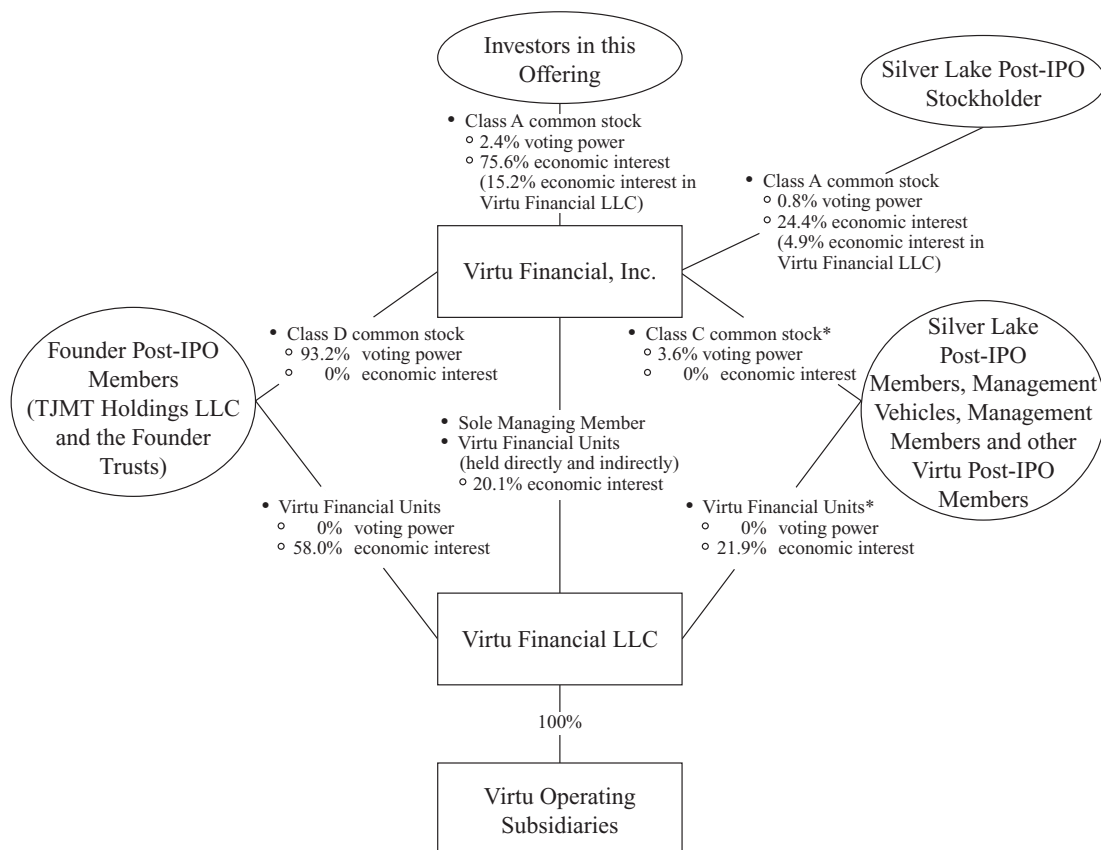 Investors in this
Offering
Silver Lake Post-IPO
Stockholder
• Class A common stock
○ 2.4% voting power
○ 75.6% economic interest
(15.2% economic interest in
Virtu Financial LLC)
• Class A common stock
○ 0.8% voting power
○ 24.4% economic interest
(4.9% economic interest in
Virtu Financial LLC)
Virtu Financial, Inc.
• Class D common stock
○ 93.2% voting power
○ 0% economic interest
• Class C common stock*
○ 3.6% voting power
○ 0% economic interest
Founder Post-IPO
Members
(TJMT Holdings LLC
and the Founder
Trusts)
Silver Lake
Post-IPO
Members, Management
Vehicles, Management
Members and other
Virtu Post-IPO
Members
• Sole Managing Member
• Virtu Financial Units
(held directly and indirectly)
○ 20.1% economic interest
• Virtu Financial Units
○ 0% voting power
○ 58.0% economic interest
• Virtu Financial Units*
○ 0% voting power
○ 21.9% economic interest
Virtu Financial LLC
100%
Virtu Operating
Subsidiaries